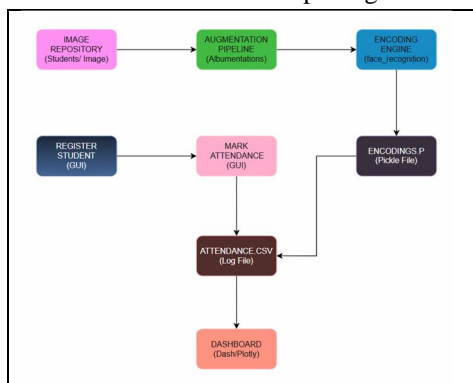 IMAGE
REPOSITORY
(Students/ Image)
AUGMENTATION
PIPELINE
(Albumentations)
ENCODING
ENGINE
(face_recognition)
REGISTER
STUDENT
(GUI)
MARK
ATTENDANCE
(GUI)
ENCODINGS.P
(Pickle File)
ATTENDANCE.CSV
(Log File)
DASHBOARD
(Dash/Plotly)